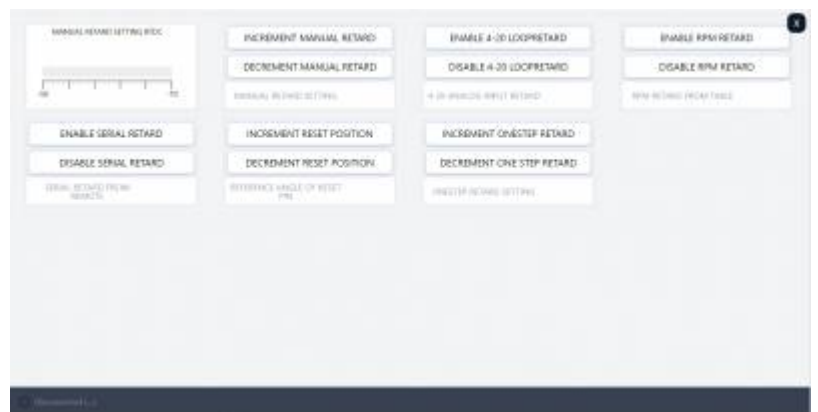 MANUAL RETARD SETTING BTDC
INCREMENT MANUAL RETARD
DECREMENT MANUAL RETARD
MANUAL RETARD SETTING
ENABLE 4-20 LOOPRETARD
DISABLE 4-20 LOOPRETARD
4-20 ANALOG INPUT RETARD
ENABLE RPM RETARD
DISABLE RPM RETARD
RPM RETARD FROM TABLE
X
ENABLE SERIAL RETARD
DISABLE SERIAL RETARD
SERIAL RETARD FROM
REMOTE
INCREMENT RESET POSITION
DECREMENT RESET POSITION
REFERENCE ANGLE OF RESET
PIN
INCREMENT ONESTEP RETARD
DECREMENT ONE STEP RETARD
ONESTEP RETARD SETTING